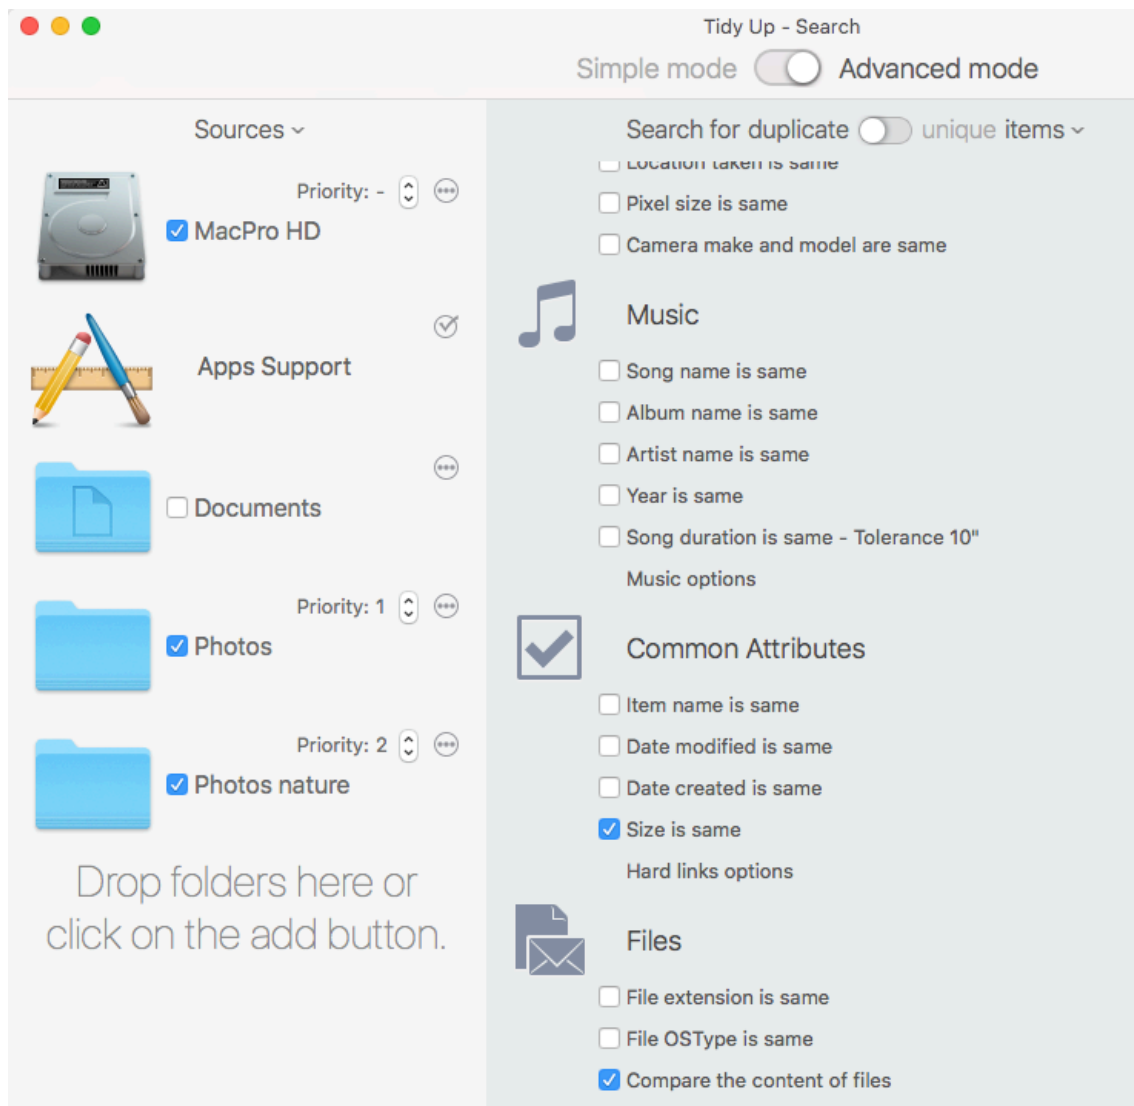 Tidy Up - Search
Simple mode Advanced mode
Sources
Priority: -
MacPro HD
Apps Support
Documents
Priority: 1
Photos
Priority: 2
Photos nature
Drop folders here or
click on the add button.
Search for duplicate unique items
Location taken is same
Pixel size is same
Camera make and model are same
Music
Song name is same
Album name is same
Artist name is same
Year is same
Song duration is same - Tolerance 10"
Music options
Common Attributes
Item name is same
Date modified is same
Date created is same
Size is same
Hard links options
Files
File extension is same
File OSType is same
Compare the content of files